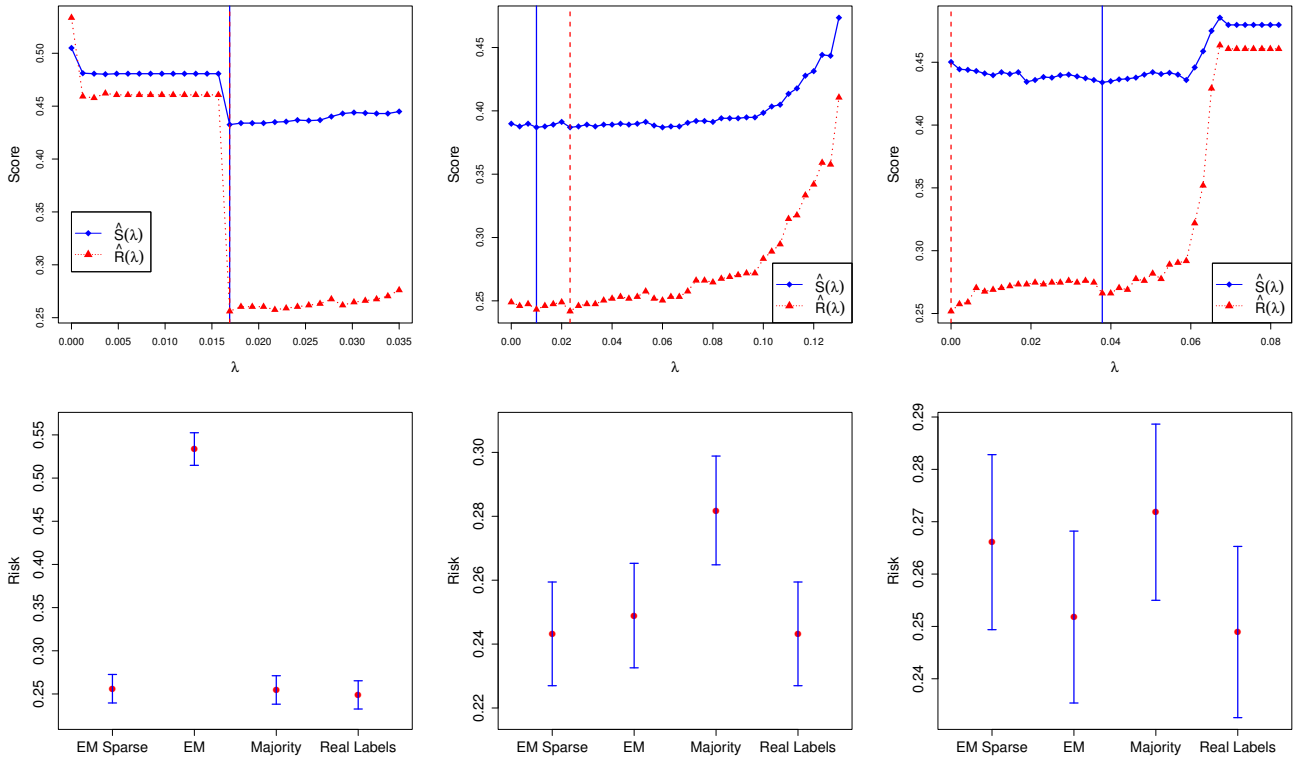 Score
0.25 0.30 0.35 0.40 0.45 0.50
Ŝ(λ)
R̂(λ)
0.000 0.005 0.010 0.015 0.020 0.025 0.030 0.035
λ
Score
0.25 0.30 0.35 0.40 0.45
Ŝ(λ)
R̂(λ)
0.00 0.02 0.04 0.06 0.08 0.10 0.12
λ
Score
0.25 0.30 0.35 0.40 0.45
Ŝ(λ)
R̂(λ)
0.00 0.02 0.04 0.06 0.08
λ
Risk
0.25 0.30 0.35 0.40 0.45 0.50 0.55
EM Sparse EM Majority Real Labels
Risk
0.22 0.24 0.26 0.28 0.30
EM Sparse EM Majority Real Labels
Risk
0.24 0.25 0.26 0.27 0.28 0.29
EM Sparse EM Majority Real Labels